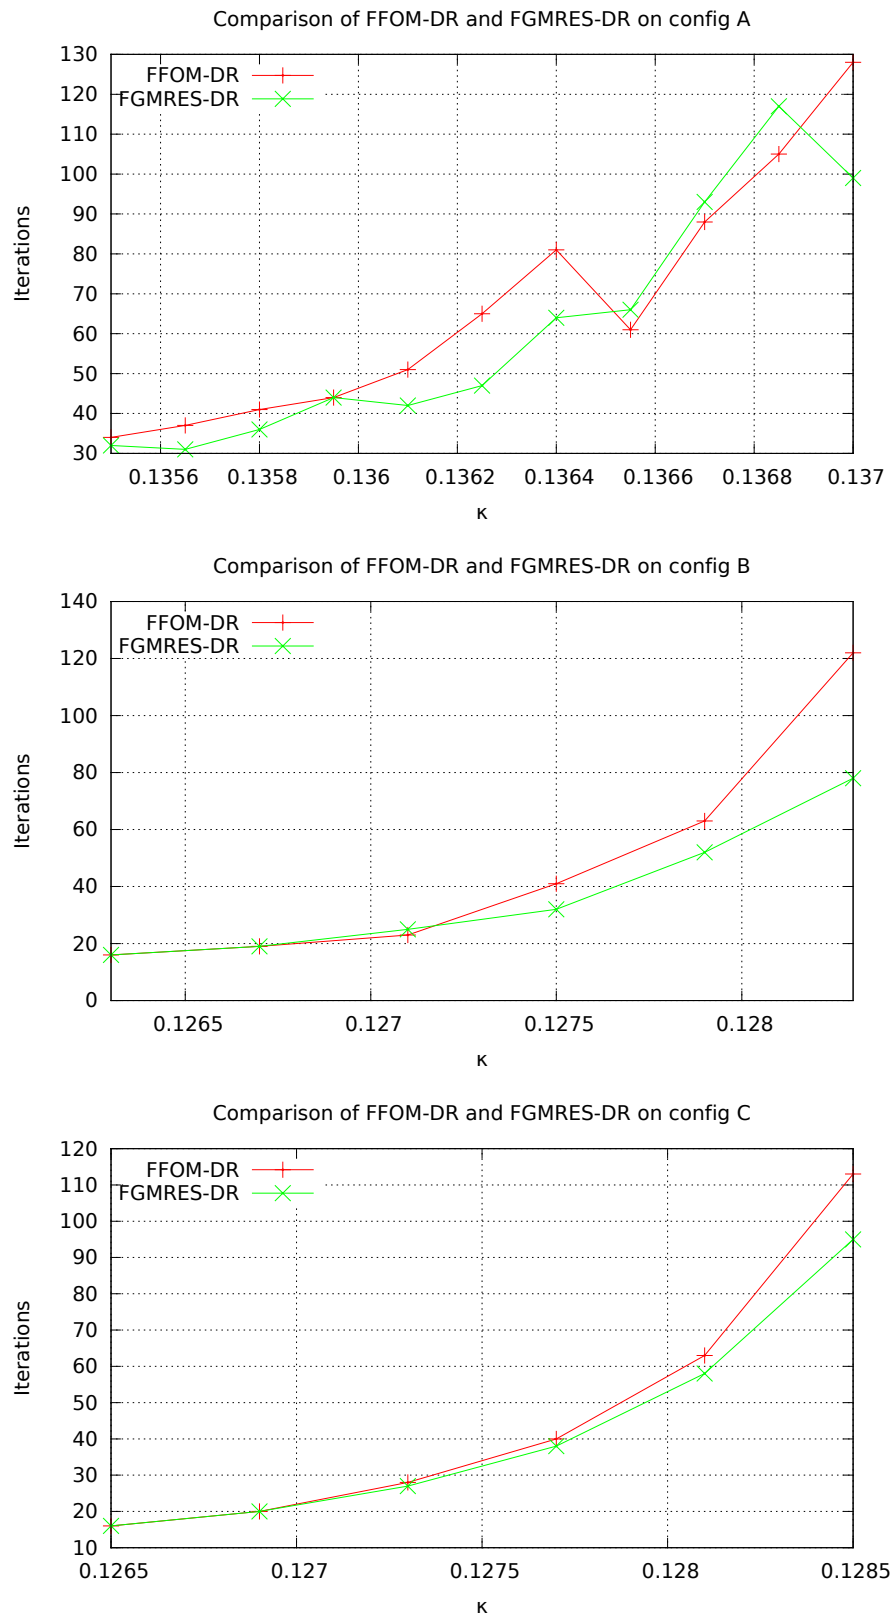 Comparison of FFOM-DR and FGMRES-DR on config A
130
120
110
100
90
80
70
60
50
40
30
FFOM-DR
FGMRES-DR
Iterations
0.1356 0.1358 0.136 0.1362 0.1364 0.1366 0.1368 0.137
κ
Comparison of FFOM-DR and FGMRES-DR on config B
140
120
100
80
60
40
20
0
FFOM-DR
FGMRES-DR
Iterations
0.1265 0.127 0.1275 0.128
κ
Comparison of FFOM-DR and FGMRES-DR on config C
120
110
100
90
80
70
60
50
40
30
20
10
FFOM-DR
FGMRES-DR
Iterations
0.1265 0.127 0.1275 0.128 0.1285
κ